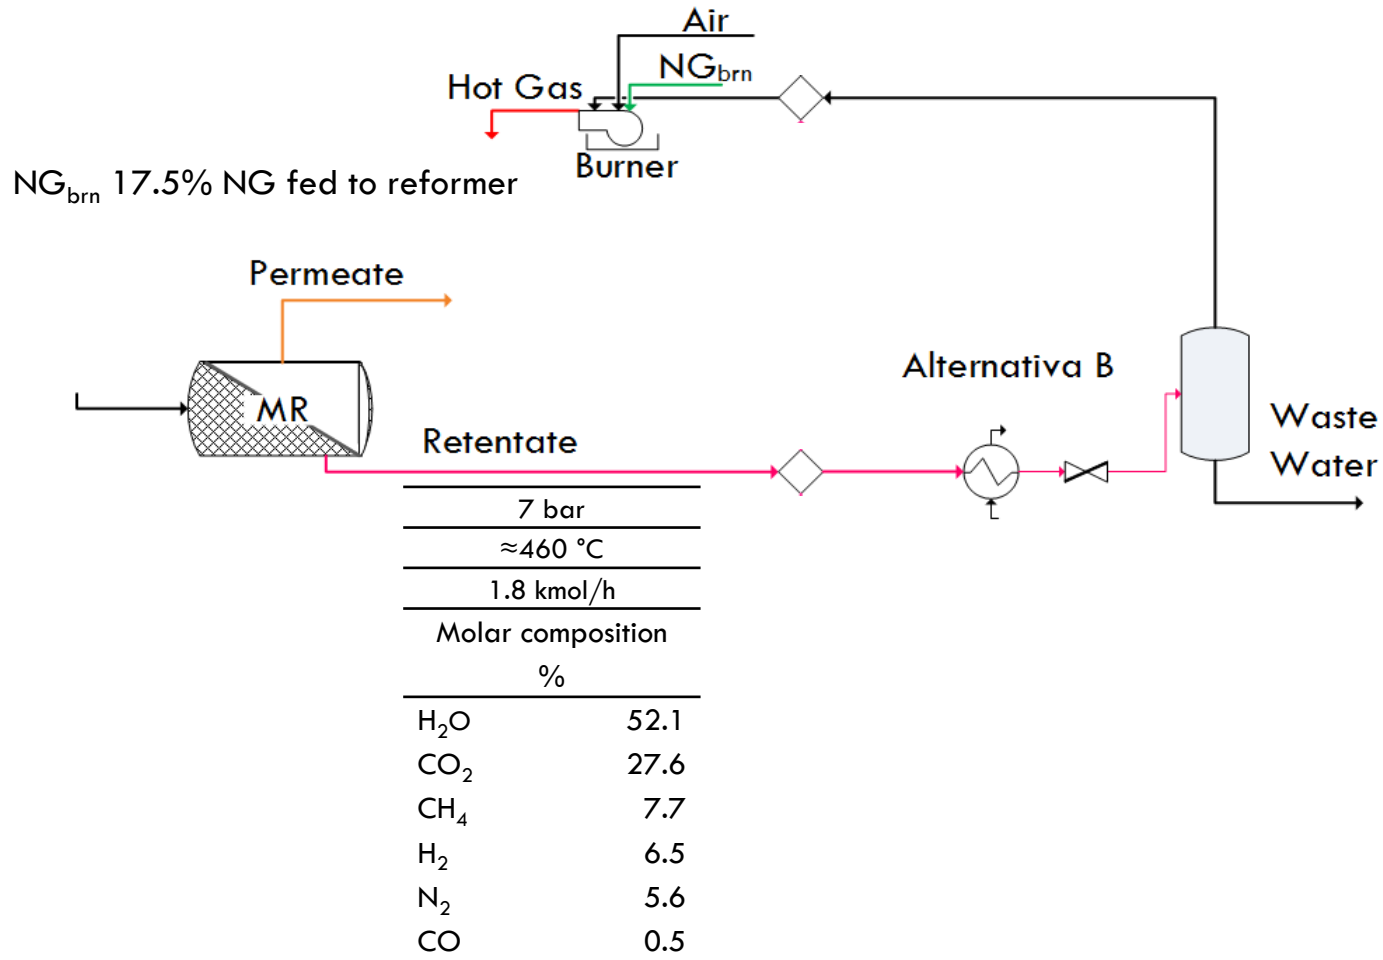 Air
NGbrn
Hot Gas
Burner
NGbrn 17.5% NG fed to reformer
Permeate
MR
Retentate
Alternativa B
Waste
Water
7 bar
≈460 °C
1.8 kmol/h
Molar composition
%
H2O 52.1
CO2 27.6
CH4 7.7
H2 6.5
N2 5.6
CO 0.5